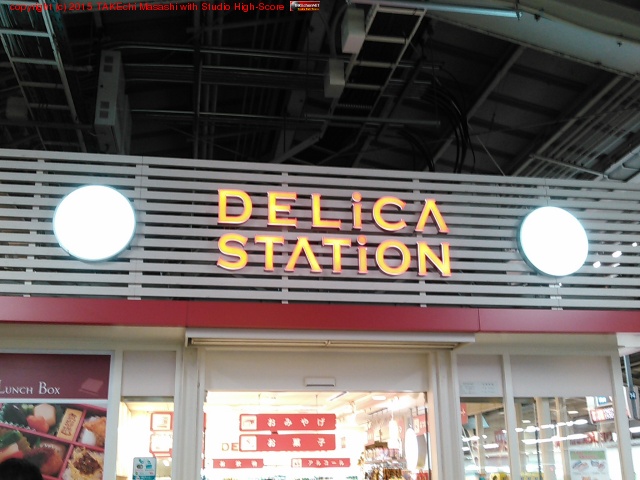 copyright (c) 2019 TAKEchi Masashi with Studio High-Score
DELiCA
STATiON
LUNCH BOX
おみやげ
お菓子
アルコール